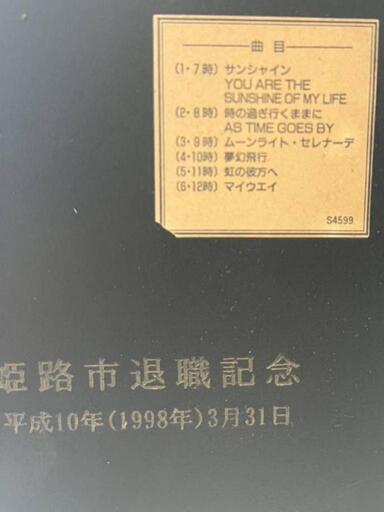 曲目
(1・7時) サンシャイン
YOU ARE THE
SUNSHINE OF MY LIFE
(2・8時) 時の過ぎ行くままに
AS TIME GOES BY
(3・9時) ムーンライト・セレナーデ
(4・10時) 夢幻飛行
(5・11時) 虹の彼方へ
(6・12時) マイウエイ
S4599
姫路市退職記念
平成10年(1998年)3月31日